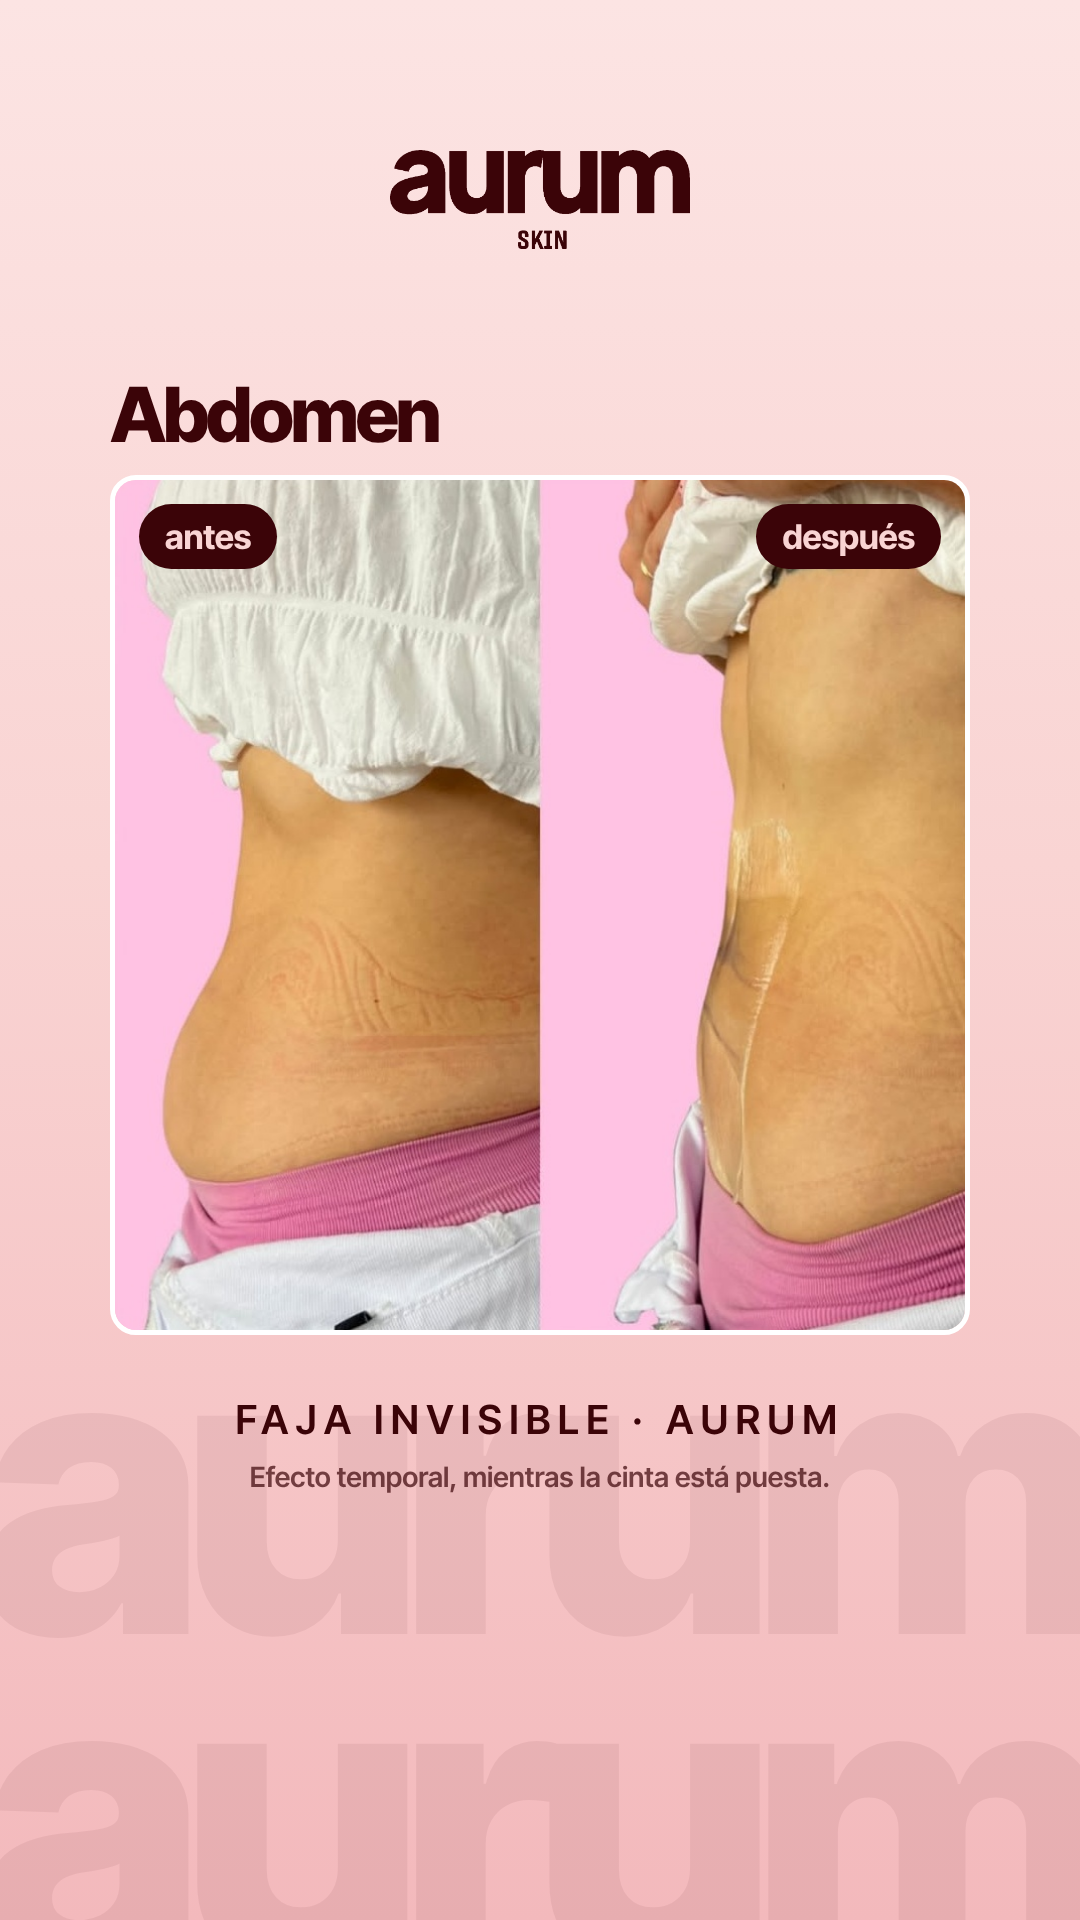 aurum
SKIN
Abdomen
antes
después
FAJA INVISIBLE · AURUM
Efecto temporal, mientras la cinta está puesta.
aurum
aurum